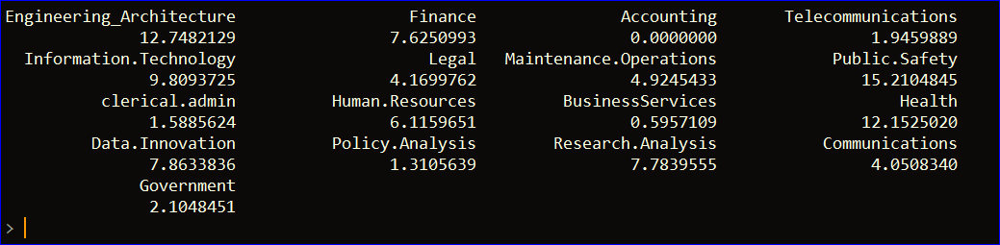 Engineering_Architecture Finance Accounting Telecommunications
12.7482129 7.6250993 0.0000000 1.9459889
Information.Technology Legal Maintenance.Operations Public.Safety
9.8093725 4.1699762 4.9245433 15.2104845
clerical.admin Human.Resources BusinessServices Health
1.5885624 6.1159651 0.5957109 12.1525020
Data.Innovation Policy.Analysis Research.Analysis Communications
7.8633836 1.3105639 7.7839555 4.0508340
Government
2.1048451
>